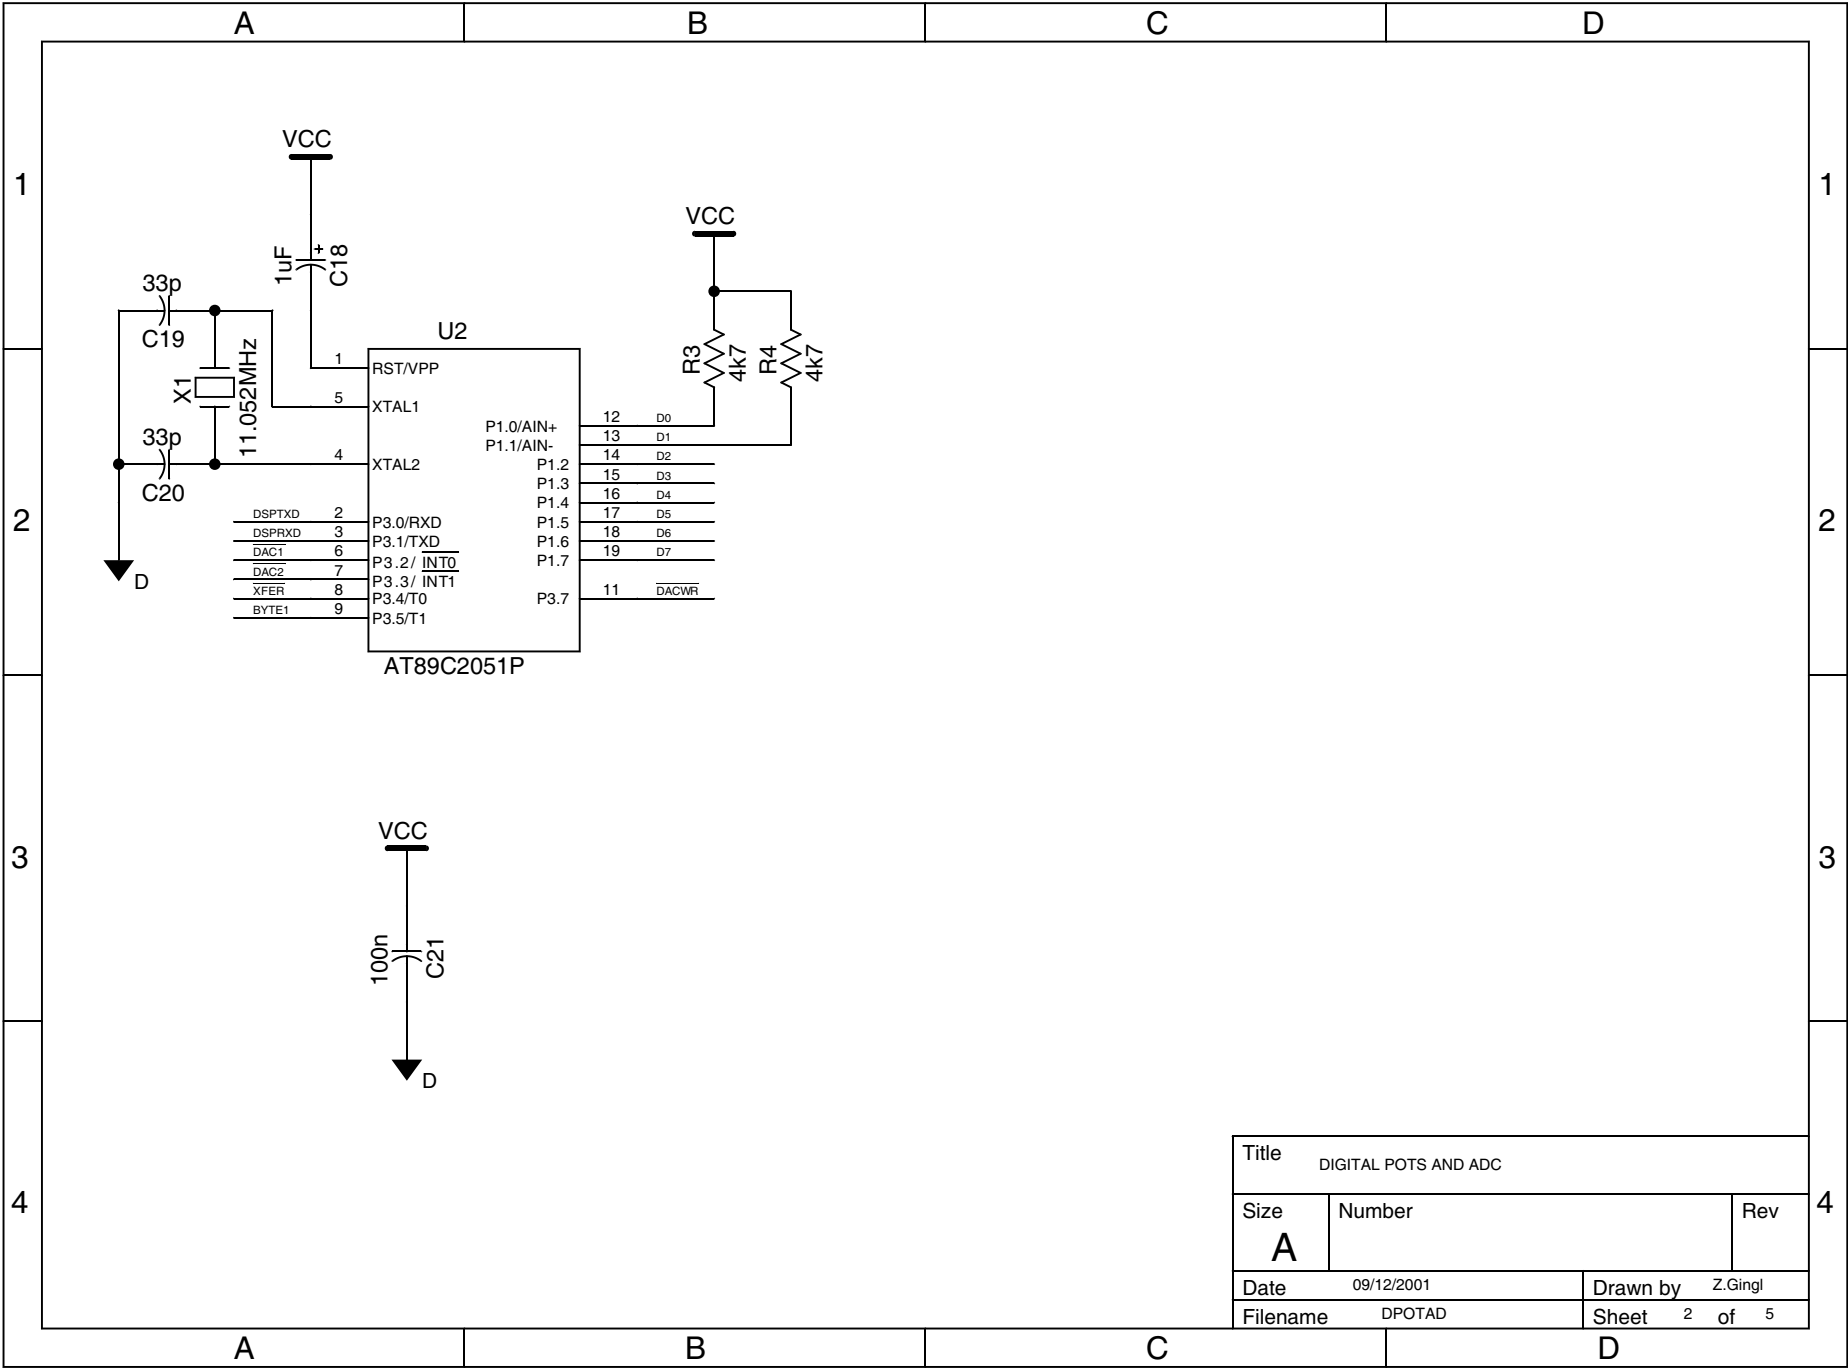 A B C D
1 1
VCC
VCC
1uF + C18
33p
C19
X1
11.052MHz
33p
C20
R3
4k7
R4
4k7
U2
1 RST/VPP
5 XTAL1
4 XTAL2
DSPTXD 2 P3.0/RXD
DSPRXD 3 P3.1/TXD
DAC1 6 P3.2/ INT0
DAC2 7 P3.3/ INT1
XFER 8 P3.4/T0
BYTE1 9 P3.5/T1
P1.0/AIN+ 12 D0
P1.1/AIN- 13 D1
P1.2 14 D2
P1.3 15 D3
P1.4 16 D4
P1.5 17 D5
P1.6 18 D6
P1.7 19 D7
P3.7 11 DACWR
AT89C2051P
D
2 2
VCC
3 3
100n
C21
D
4 4
Title DIGITAL POTS AND ADC
Size A
Number
Rev
Date 09/12/2001
Drawn by Z.Gingl
Filename DPOTAD
Sheet 2 of 5
A B C D